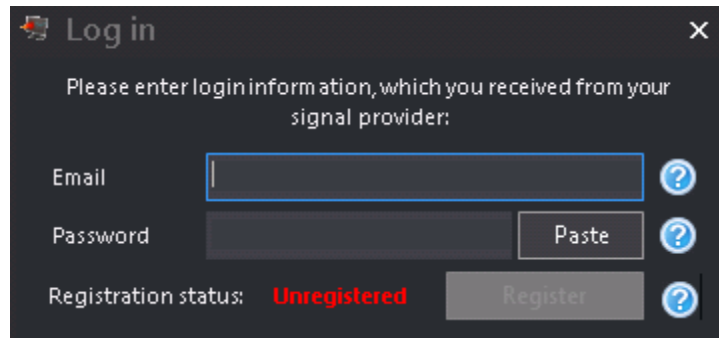 Log in
Please enter login information, which you received from your
signal provider:
Email
Password
Paste
Registration status: Unregistered
Register